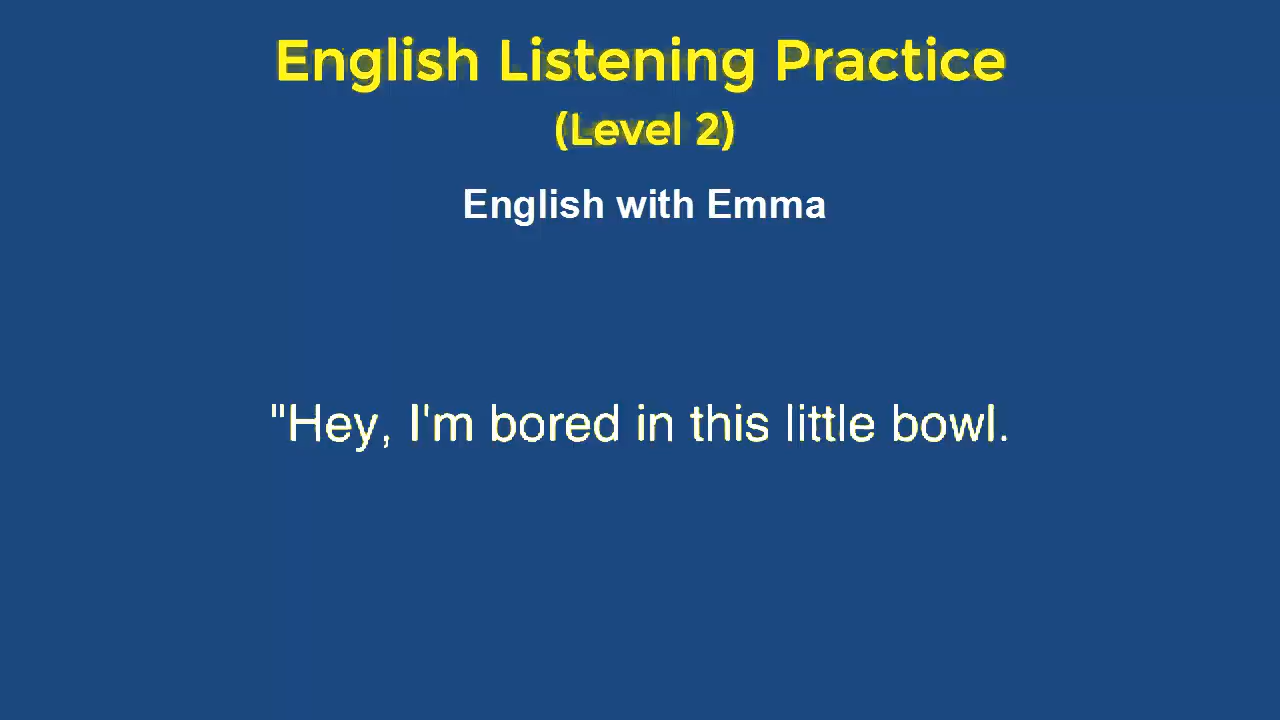 English Listening Practice
(Level 2)
English with Emma
"Hey, I'm bored in this little bowl.